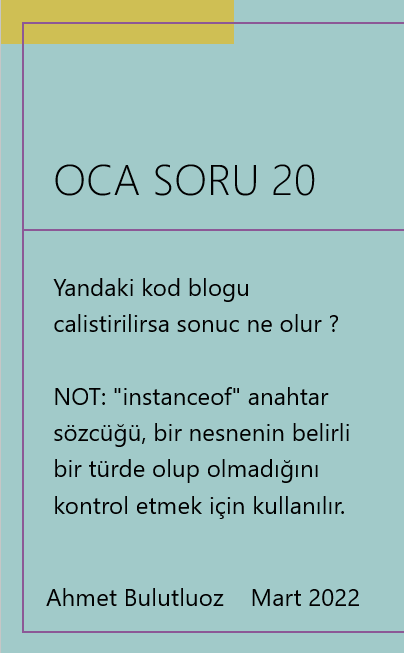 OCA SORU 20
Yandaki kod blogu
calistirilirsa sonuc ne olur ?
NOT: "instanceof" anahtar
sözcüğü, bir nesnenin belirli
bir türde olup olmadığını
kontrol etmek için kullanılır.
Ahmet Bulutluoz Mart 2022